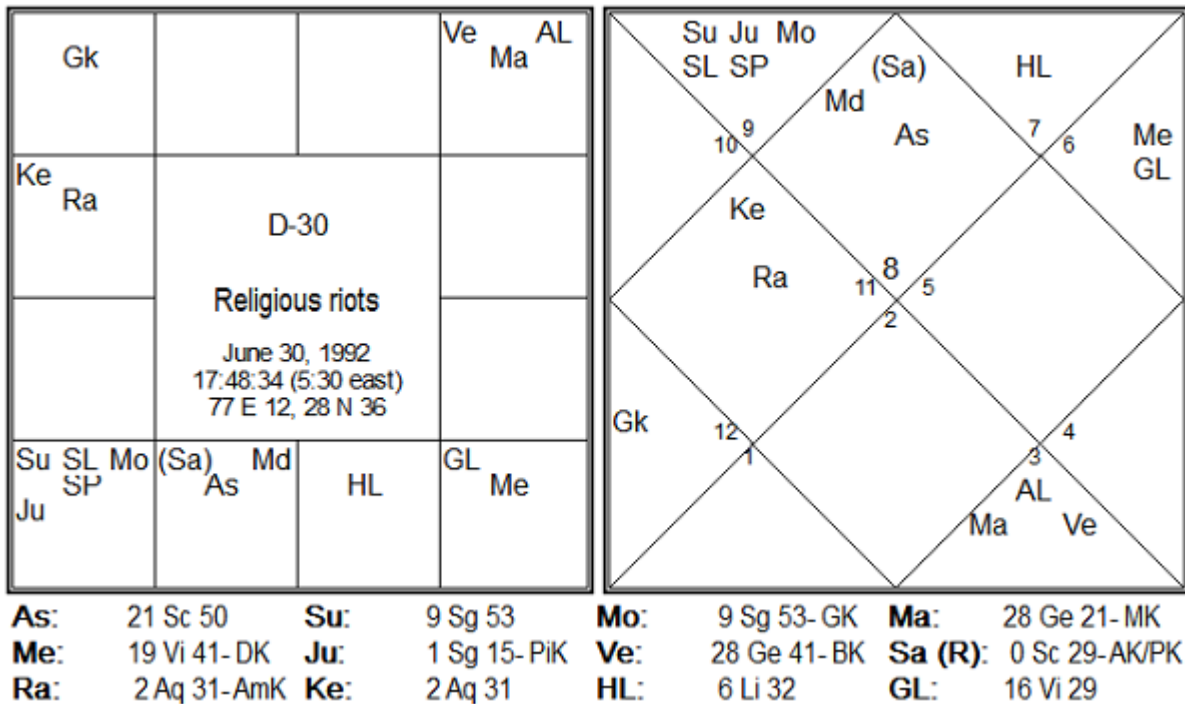 Gk
Ve AL
Ma
Ke
Ra
D-30
Religious riots
June 30, 1992
17:48:34 (5:30 east)
77 E 12, 28 N 36
Su SL Mo
SP
Ju
(Sa) Md
As
HL
GL
Me
Su Ju Mo
SL SP
(Sa)
Md
As
HL
10 9
7 6
Me
GL
Ke
Ra
8
11 5
2
Gk
12
1
4
3
AL
Ma Ve
As: 21 Sc 50 Su: 9 Sg 53 Mo: 9 Sg 53- GK Ma: 28 Ge 21- MK
Me: 19 Vi 41- DK Ju: 1 Sg 15- PiK Ve: 28 Ge 41- BK Sa (R): 0 Sc 29-AK/PK
Ra: 2 Aq 31- AmK Ke: 2 Aq 31 HL: 6 Li 32 GL: 16 Vi 29